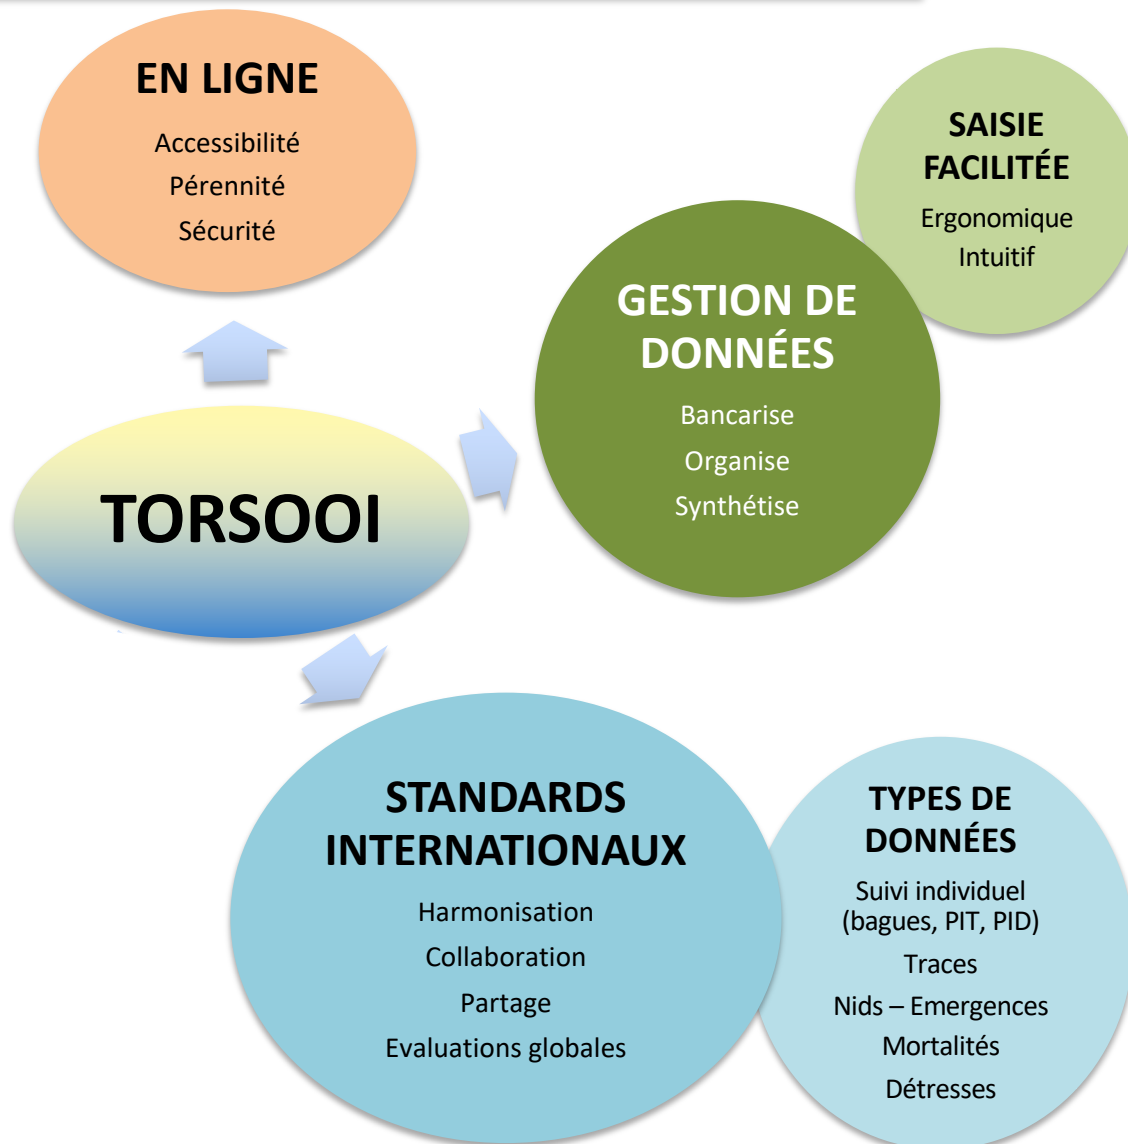 EN LIGNE
Accessibilité
Pérennité
Sécurité
SAISIE
FACILITÉE
Ergonomique
Intuitif
GESTION DE
DONNÉES
Bancarise
Organise
Synthétise
TORSOOI
STANDARDS
INTERNATIONAUX
Harmonisation
Collaboration
Partage
Evaluations globales
TYPES DE
DONNÉES
Suivi individuel
(bagues, PIT, PID)
Traces
Nids – Emergences
Mortalités
Détresses